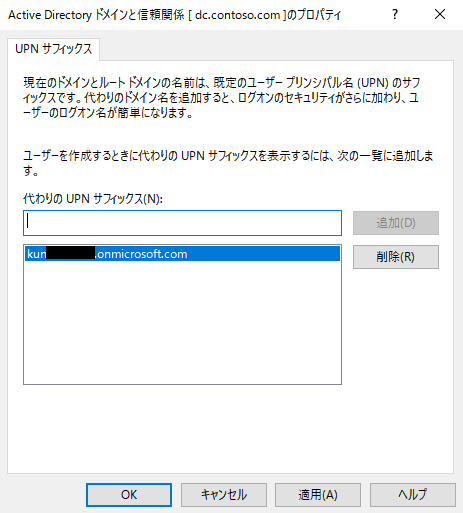 Active Directory ドメインと信頼関係 [ dc.contoso.com ]のプロパティ
?
UPN サフィックス
現在のドメインとルート ドメインの名前は、既定のユーザー プリンシパル名 (UPN) のサフ
ィックスです。代わりのドメイン名を追加すると、ログオンのセキュリティがさらに加わり、ユ
ーザーのログオン名が簡単になります。
ユーザーを作成するときに代わりの UPN サフィックスを表示するには、次の一覧に追加しま
す。
代わりの UPN サフィックス(N):
追加(D)
kun .onmicrosoft.com
削除(R)
OK
キャンセル
適用(A)
ヘルプ